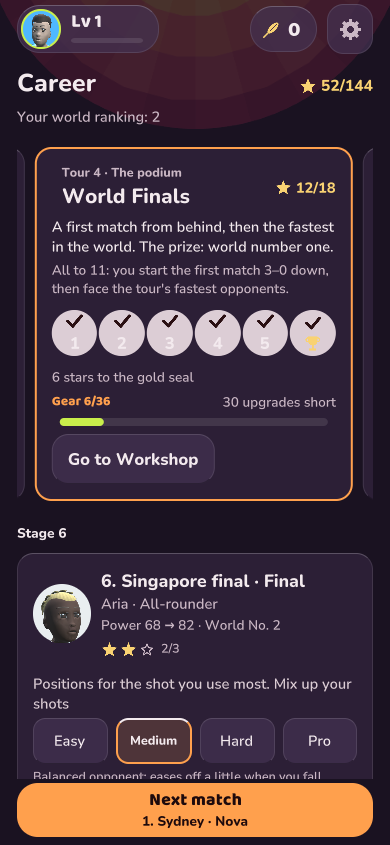 Lv 1
0
Career
52/144
Your world ranking: 2
Tour 4 · The podium
World Finals
12/18
A first match from behind, then the fastest
in the world. The prize: world number one.
All to 11: you start the first match 3–0 down,
then face the tour's fastest opponents.
1 2 3 4 5
6 stars to the gold seal
Gear 6/36
30 upgrades short
Go to Workshop
Stage 6
6. Singapore final · Final
Aria · All-rounder
Power 68 → 82 · World No. 2
2/3
Positions for the shot you use most. Mix up your
shots
Easy Medium Hard Pro
Balanced opponent: eases off a little when you fall
Next match
1. Sydney · Nova